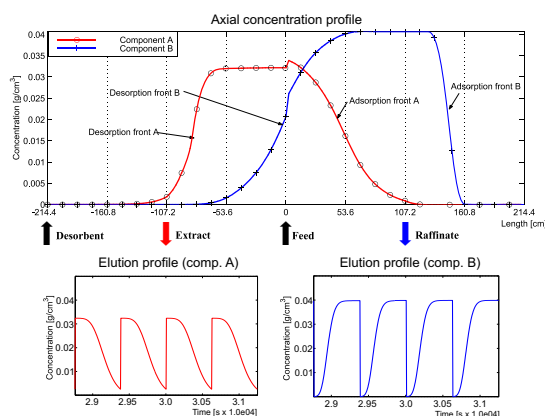 Axial concentration profile
Component A
Component B
Concentration [g/cm³]
0.04
0.035
0.03
0.025
0.02
0.015
0.01
0.005
0
Desorption front B
Desorption front A
Adsorption front A
Adsorption front B
-214.4 -160.8 -107.2 -53.6 0 53.6 107.2 160.8 214.4
Length [cm]
Desorbent Extract Feed Raffinate
Elution profile (comp. A)
Concentration [g/cm³]
0.04
0.03
0.02
0.01
2.9 2.95 3.0 3.05 3.1
Time [s x 1.0e04]
Elution profile (comp. B)
Concentration [g/cm³]
0.04
0.03
0.02
0.01
2.9 2.95 3.0 3.05 3.1
Time [s x 1.0e04]